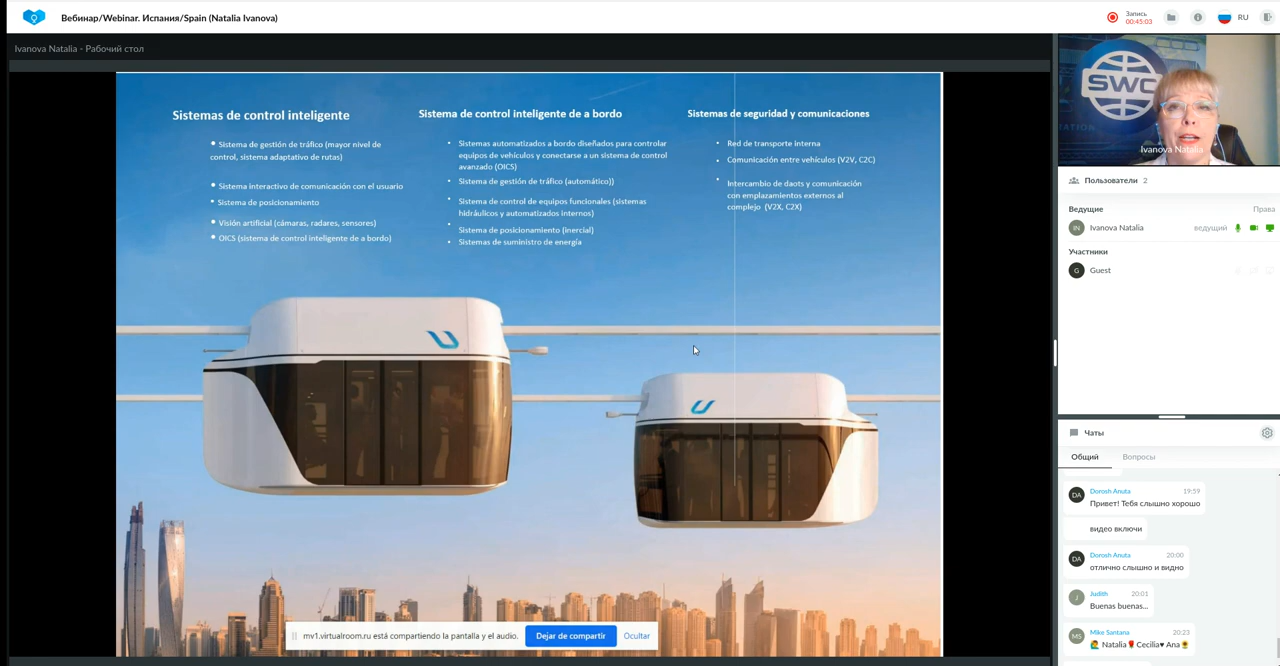 Вебинар/Webinar. Испания/Spain (Natalia Ivanova)
Запись
00:45:03
RU
Ivanova Natalia - Рабочий стол
Sistemas de control inteligente
Sistema de gestión de tráfico (mayor nivel de
control, sistema adaptativo de rutas)
Sistema interactivo de comunicación con el usuario
Sistema de posicionamiento
Visión artificial (cámaras, radares, sensores)
OICS (sistema de control inteligente de a bordo)
Sistema de control inteligente de a bordo
Sistemas automatizados a bordo diseñados para controlar
equipos de vehículos y conectarse a un sistema de control
avanzado (OICS)
Sistema de gestión de tráfico (automático))
Sistema de control de equipos funcionales (sistemas
hidráulicos y automatizados internos)
Sistema de posicionamiento (inercial)
Sistemas de suministro de energía
Sistemas de seguridad y comunicaciones
Red de transporte interna
Comunicación entre vehículos (V2V, C2C)
Intercambio de daots y comunicación
con emplazamientos externos al
complejo (V2X, C2X)
mv1.virtualroom.ru está compartiendo la pantalla y el audio.
Dejar de compartir
Ocultar
SWC
Ivanova Natalia
Пользователи 2
Ведущие
Права
IN Ivanova Natalia ведущий
Участники
G Guest
Чаты
Общий
Вопросы
DA Dorosh Anuta 19:59
Привет! Тебя слышно хорошо
видео включи
DA Dorosh Anuta 20:00
отлично слышно и видно
J Judith 20:01
Buenas buenas...
MS Mike Santana 20:23
🙋‍♂️ Natalia🌹Cecilia♥ Ana🌻